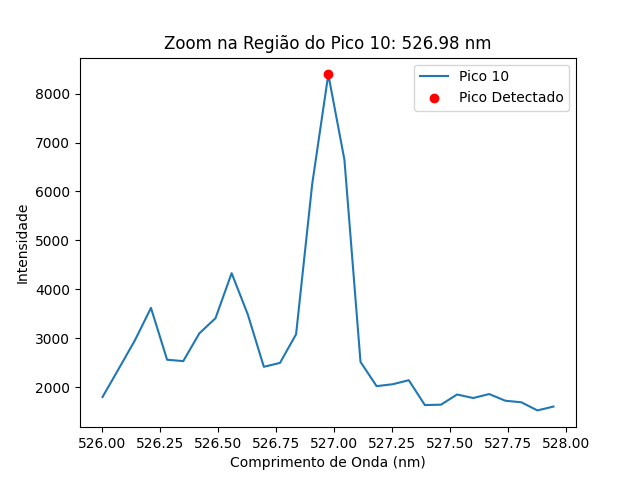 Zoom na Região do Pico 10: 526.98 nm
Pico 10
Pico Detectado
Intensidade
8000
7000
6000
5000
4000
3000
2000
526.00 526.25 526.50 526.75 527.00 527.25 527.50 527.75 528.00
Comprimento de Onda (nm)